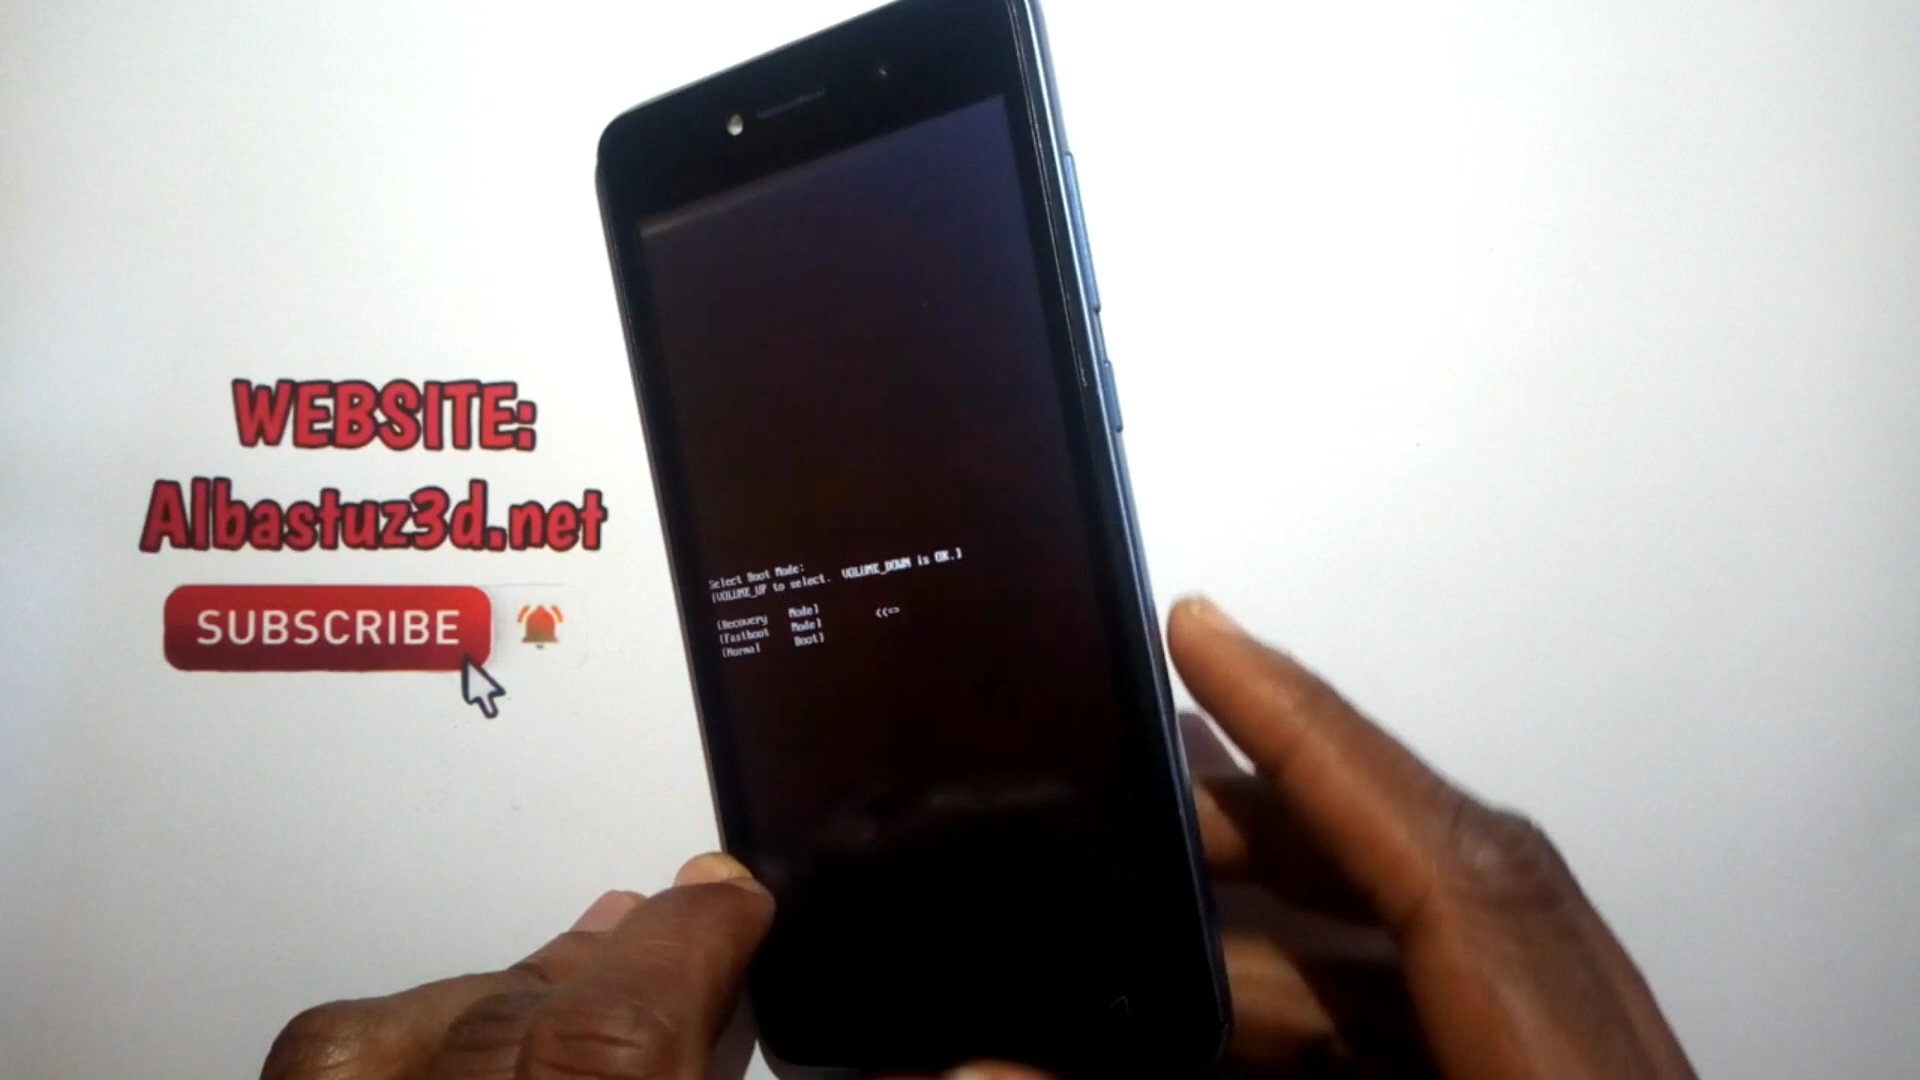 WEBSITE:
Albastuz3d.net
SUBSCRIBE
Select Boot Mode:
[VOLUME_UP to select. VOLUME_DOWN is OK.]
[Recovery Mode] <<==
[Fastboot Mode]
[Normal Boot]